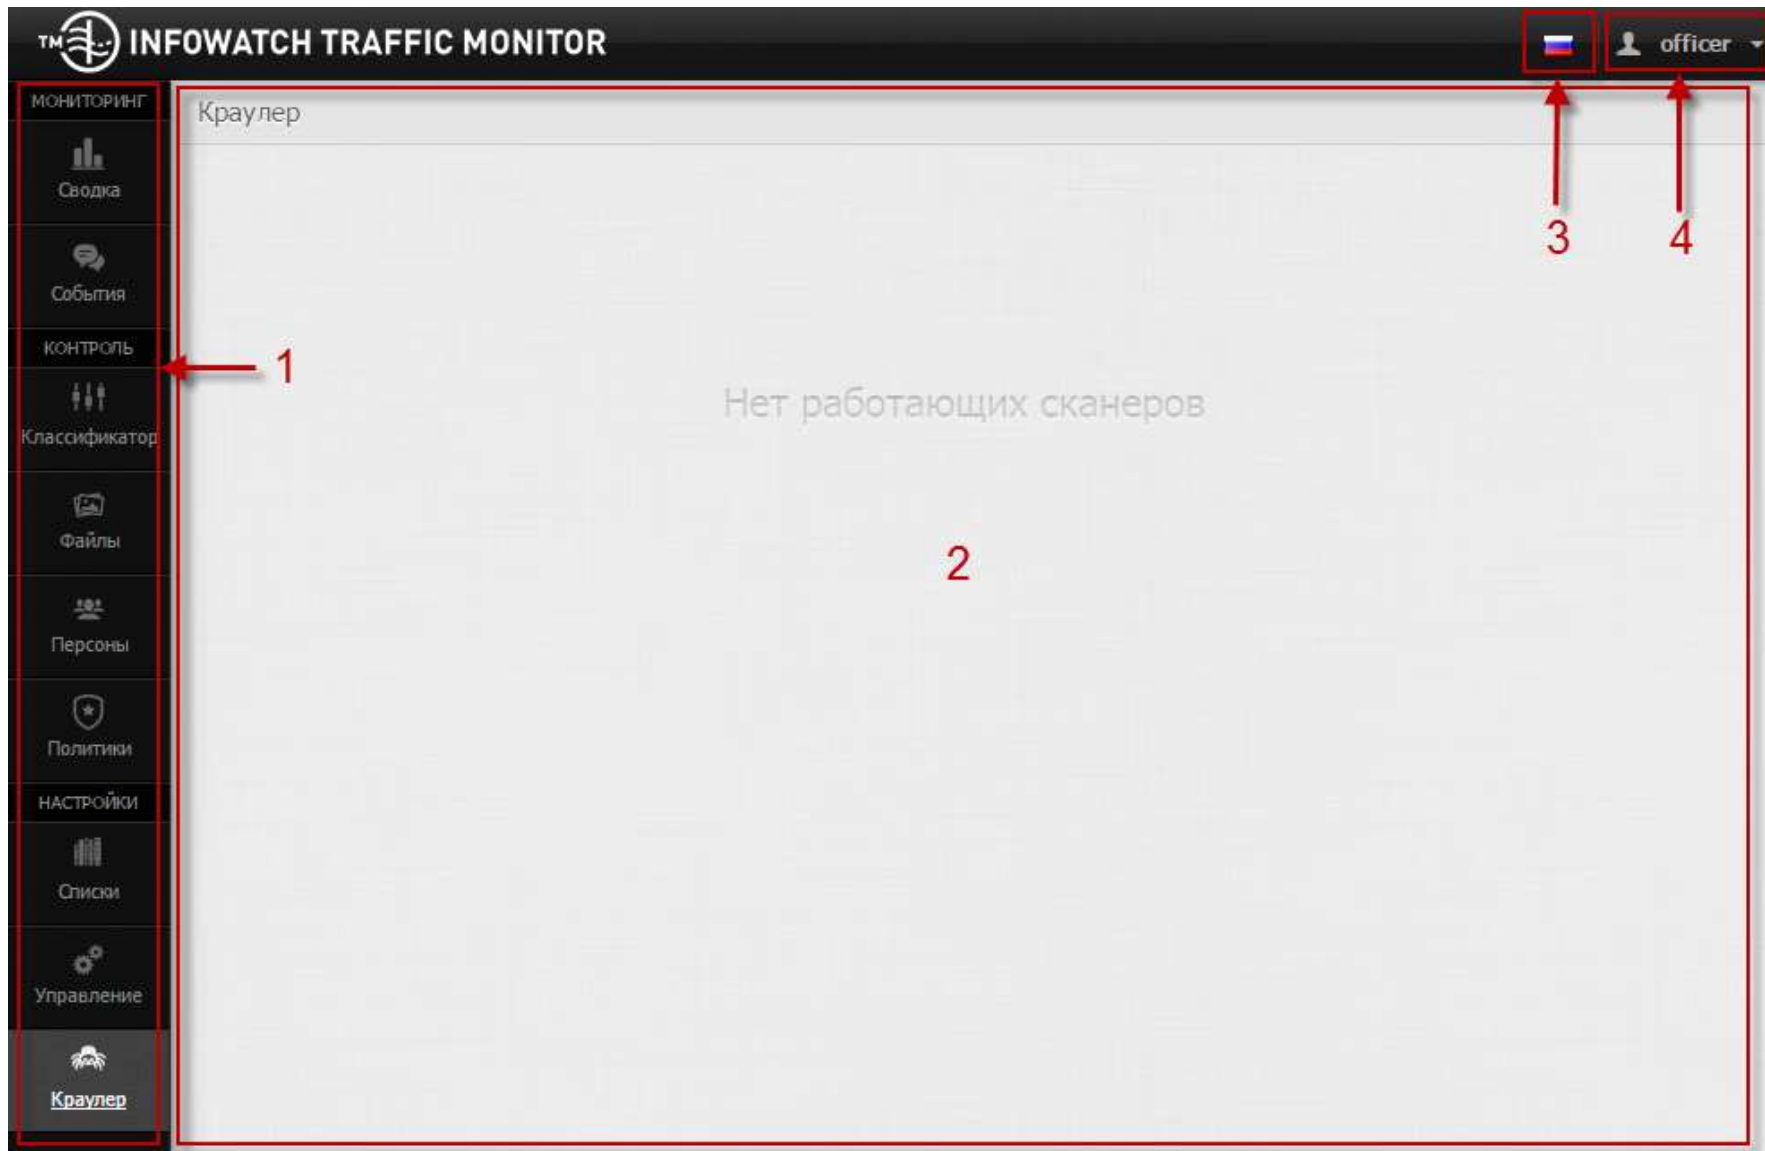 TM INFOWATCH TRAFFIC MONITOR
officer
МОНИТОРИНГ
Сводка
События
КОНТРОЛЬ
Классификатор
Файлы
Персоны
Политики
НАСТРОЙКИ
Списки
Управление
Краулер
1
Краулер
Нет работающих сканеров
2
3
4